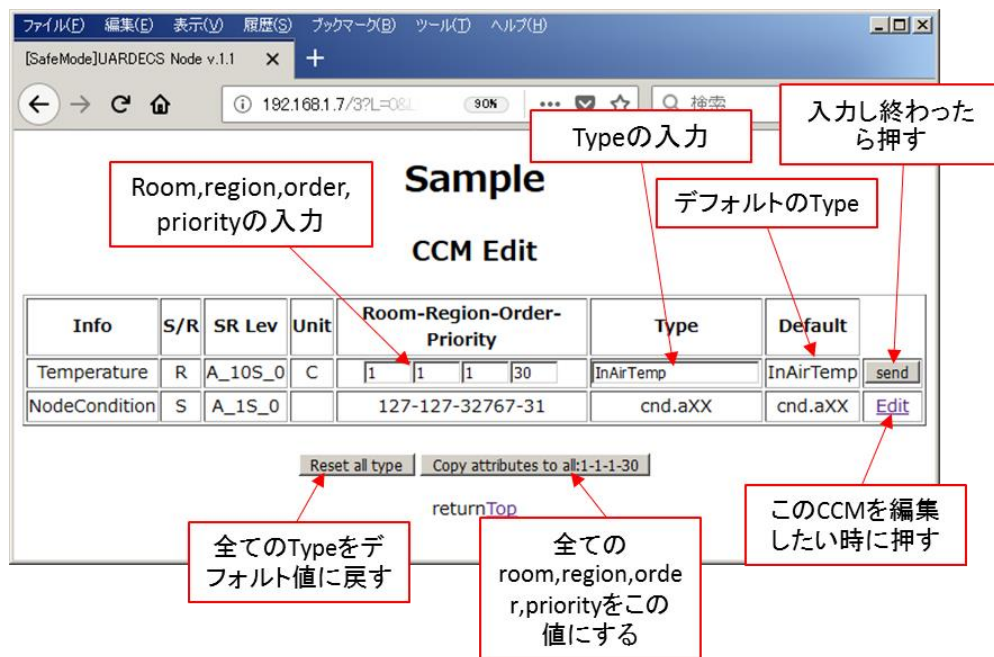 ファイル(F) 編集(E) 表示(V) 履歴(S) ブックマーク(B) ツール(T) ヘルプ(H)
[SafeMode]UARDECS Node v.1.1
192.168.1.7/3?L=0&L
90%
検索
入力し終わった
ら押す
Typeの入力
Room,region,order,
priorityの入力
デフォルトのType
Sample
CCM Edit
Info S/R SR Lev Unit Room-Region-Order-
Priority Type Default
Temperature R A_10S_0 C 1 1 1 30 InAirTemp InAirTemp send
NodeCondition S A_1S_0 127-127-32767-31 cnd.aXX cnd.aXX Edit
Reset all type Copy attributes to all:1-1-1-30
returnTop
全てのTypeをデ
フォルト値に戻す
全ての
room,region,orde
r,priorityをこの
値にする
このCCMを編集
したい時に押す